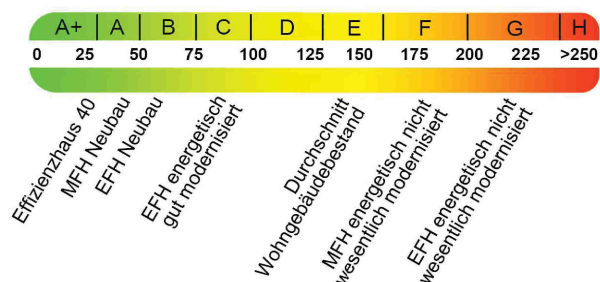 A+ A B C D E F G H
0 25 50 75 100 125 150 175 200 225 >250
Effizienzhaus 40
MFH Neubau
EFH Neubau
EFH energetisch
gut modernisiert
Durchschnitt
Wohngebäudebestand
MFH energetisch nicht
wesentlich modernisiert
EFH energetisch nicht
wesentlich modernisiert